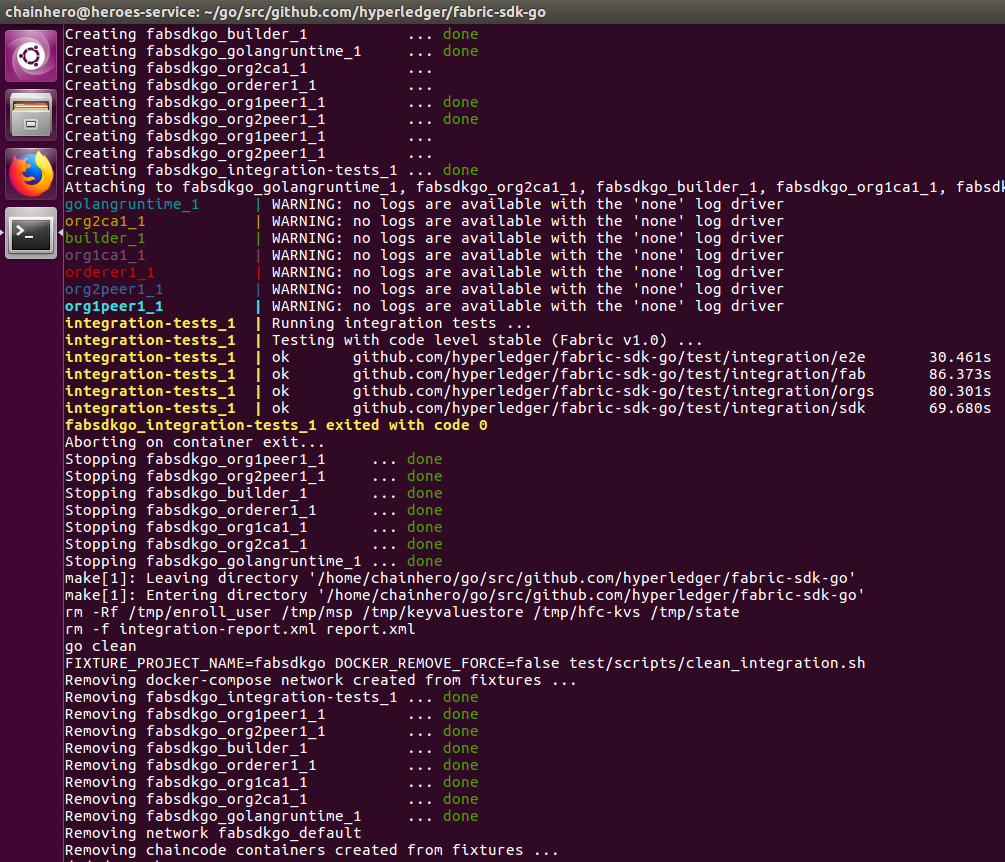 chainhero@heroes-service: ~/go/src/github.com/hyperledger/fabric-sdk-go
Creating fabsdkgo_builder_1 ... done
Creating fabsdkgo_golangruntime_1 ... done
Creating fabsdkgo_org2ca1_1 ...
Creating fabsdkgo_orderer1_1 ...
Creating fabsdkgo_org1peer1_1 ... done
Creating fabsdkgo_org2peer1_1 ... done
Creating fabsdkgo_org1peer1_1 ...
Creating fabsdkgo_org2peer1_1 ...
Creating fabsdkgo_integration-tests_1 ... done
Attaching to fabsdkgo_golangruntime_1, fabsdkgo_org2ca1_1, fabsdkgo_builder_1, fabsdkgo_org1ca1_1, fabsd
golangruntime_1 | WARNING: no logs are available with the 'none' log driver
org2ca1_1 | WARNING: no logs are available with the 'none' log driver
builder_1 | WARNING: no logs are available with the 'none' log driver
org1ca1_1 | WARNING: no logs are available with the 'none' log driver
orderer1_1 | WARNING: no logs are available with the 'none' log driver
org2peer1_1 | WARNING: no logs are available with the 'none' log driver
org1peer1_1 | WARNING: no logs are available with the 'none' log driver
integration-tests_1 | Running integration tests ...
integration-tests_1 | Testing with code level stable (Fabric v1.0) ...
integration-tests_1 | ok github.com/hyperledger/fabric-sdk-go/test/integration/e2e 30.461s
integration-tests_1 | ok github.com/hyperledger/fabric-sdk-go/test/integration/fab 86.373s
integration-tests_1 | ok github.com/hyperledger/fabric-sdk-go/test/integration/orgs 80.301s
integration-tests_1 | ok github.com/hyperledger/fabric-sdk-go/test/integration/sdk 69.680s
fabsdkgo_integration-tests_1 exited with code 0
Aborting on container exit...
Stopping fabsdkgo_org1peer1_1 ... done
Stopping fabsdkgo_org2peer1_1 ... done
Stopping fabsdkgo_builder_1 ... done
Stopping fabsdkgo_orderer1_1 ... done
Stopping fabsdkgo_org1ca1_1 ... done
Stopping fabsdkgo_org2ca1_1 ... done
Stopping fabsdkgo_golangruntime_1 ... done
make[1]: Leaving directory '/home/chainhero/go/src/github.com/hyperledger/fabric-sdk-go'
make[1]: Entering directory '/home/chainhero/go/src/github.com/hyperledger/fabric-sdk-go'
rm -Rf /tmp/enroll_user /tmp/msp /tmp/keyvaluestore /tmp/hfc-kvs /tmp/state
rm -f integration-report.xml report.xml
go clean
FIXTURE_PROJECT_NAME=fabsdkgo DOCKER_REMOVE_FORCE=false test/scripts/clean_integration.sh
Removing docker-compose network created from fixtures ...
Removing fabsdkgo_integration-tests_1 ... done
Removing fabsdkgo_org1peer1_1 ... done
Removing fabsdkgo_org2peer1_1 ... done
Removing fabsdkgo_builder_1 ... done
Removing fabsdkgo_orderer1_1 ... done
Removing fabsdkgo_org1ca1_1 ... done
Removing fabsdkgo_org2ca1_1 ... done
Removing fabsdkgo_golangruntime_1 ... done
Removing network fabsdkgo_default
Removing chaincode containers created from fixtures ...